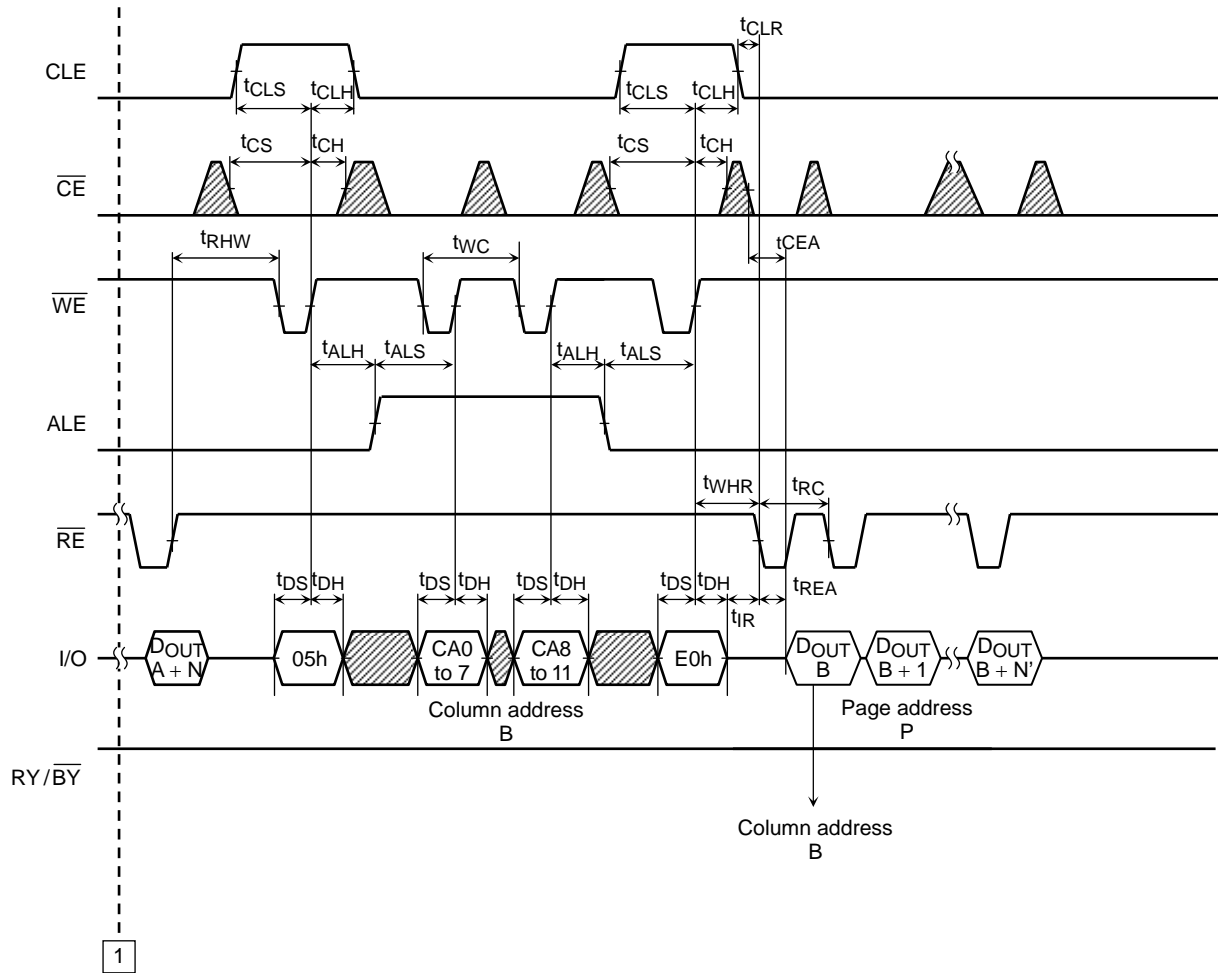 tCLR
CLE
tCLS tCLH tCLS tCLH
tCS tCH tCS tCH
CE
tRHW tWC tCEA
WE
tALH tALS tALH tALS
ALE
tWHR tRC
RE
tDS tDH tDS tDH tDS tDH tDS tDH tIR tREA
I/O
DOUT
A + N
05h
CA0
to 7
CA8
to 11
E0h
DOUT
B
DOUT
B + 1
DOUT
B + N’
Column address
B
Page address
P
RY/BY
Column address
B
1